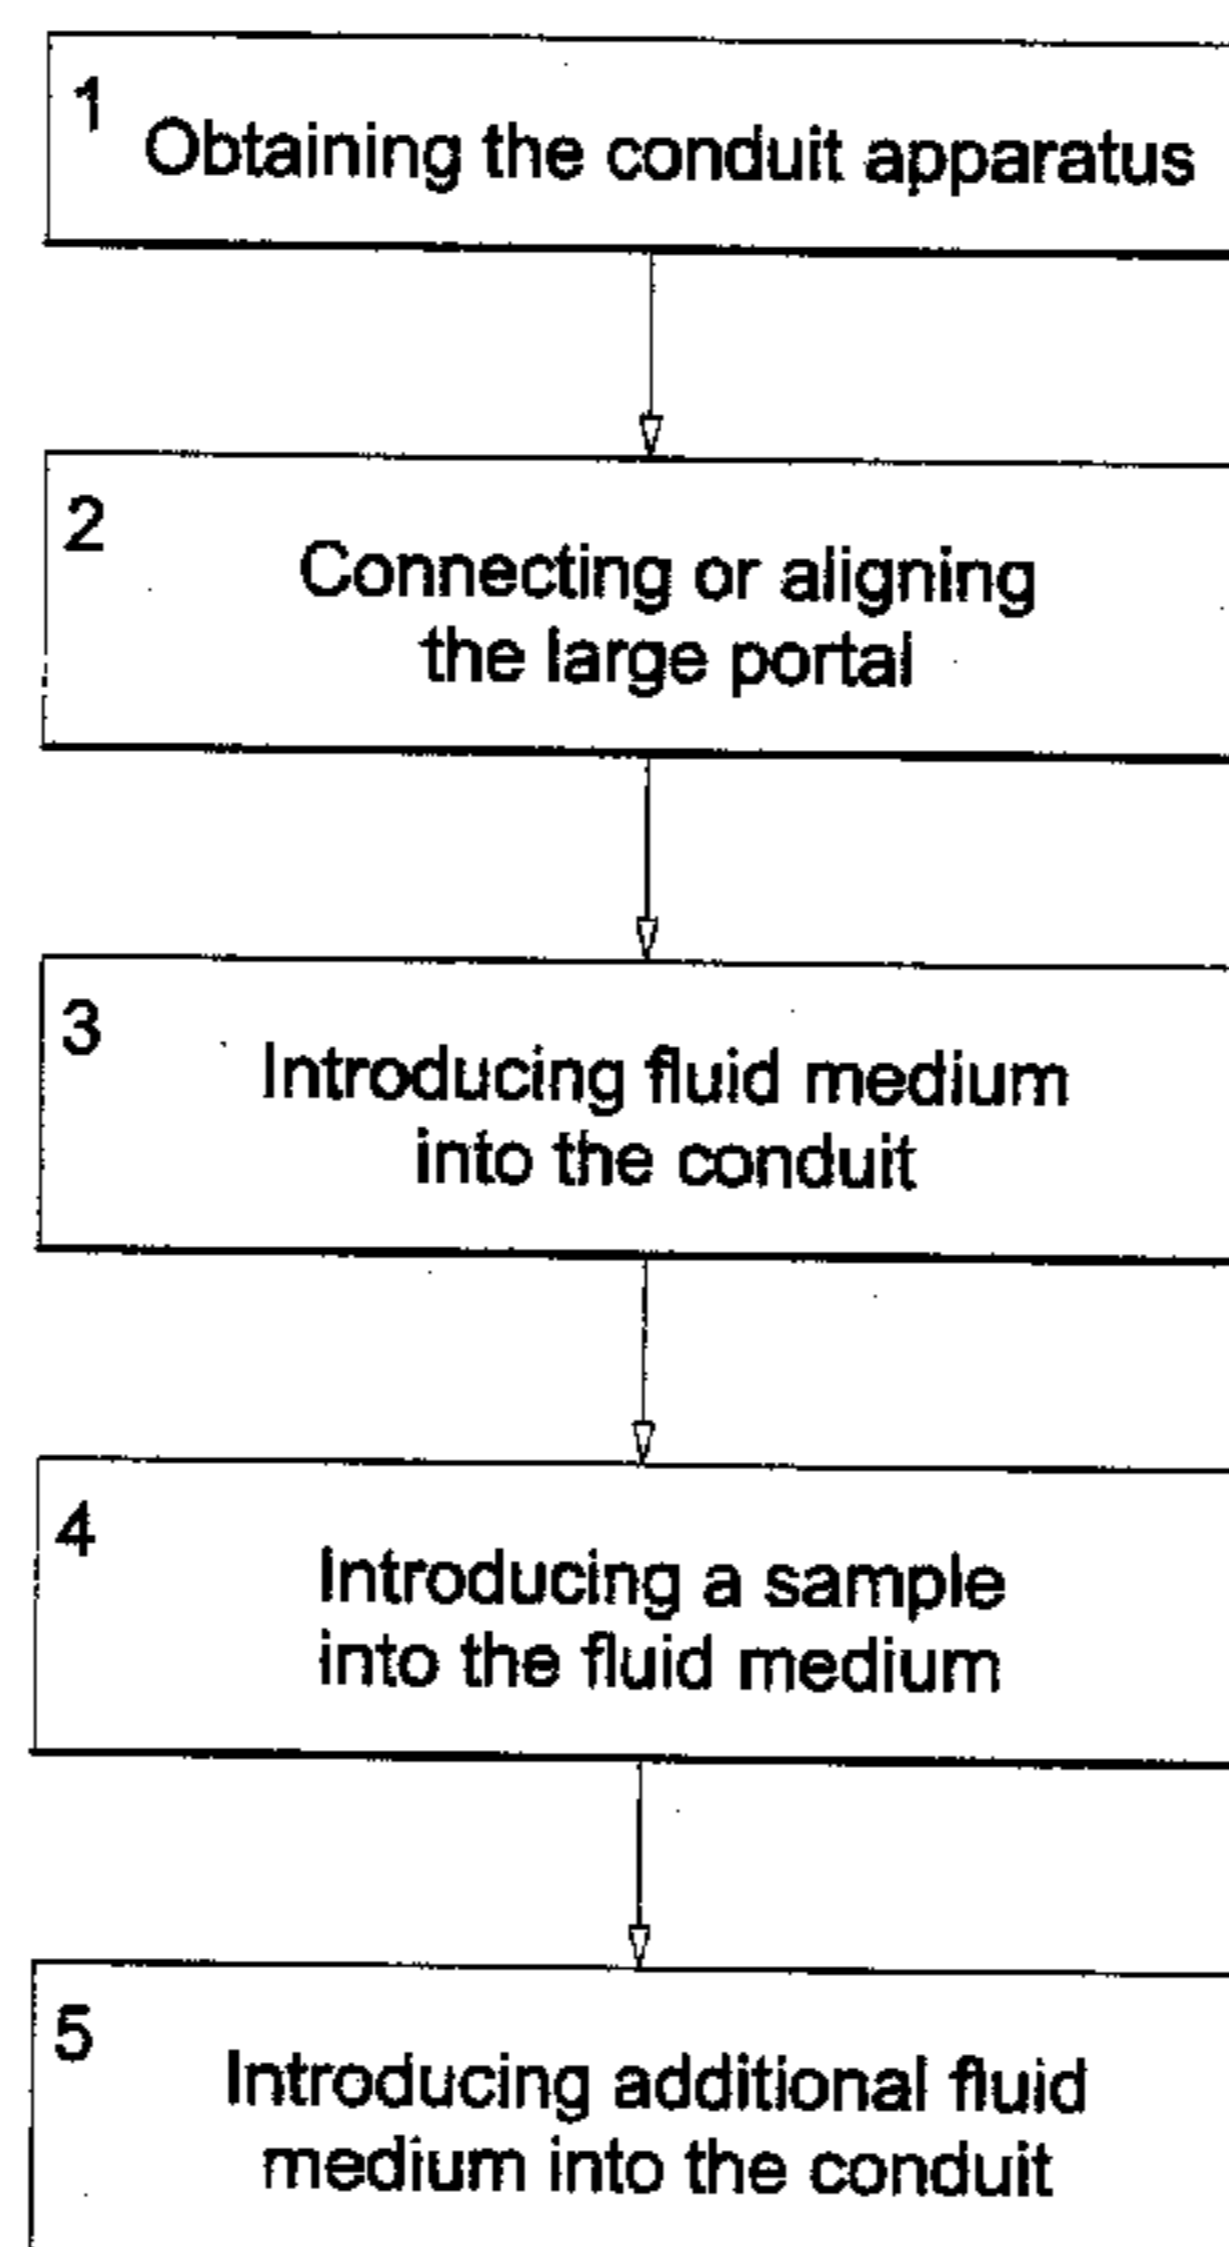 1
Obtaining the conduit apparatus
2
Connecting or aligning
the large portal
3
Introducing fluid medium
into the conduit
4
Introducing a sample
into the fluid medium
5
Introducing additional fluid
medium into the conduit